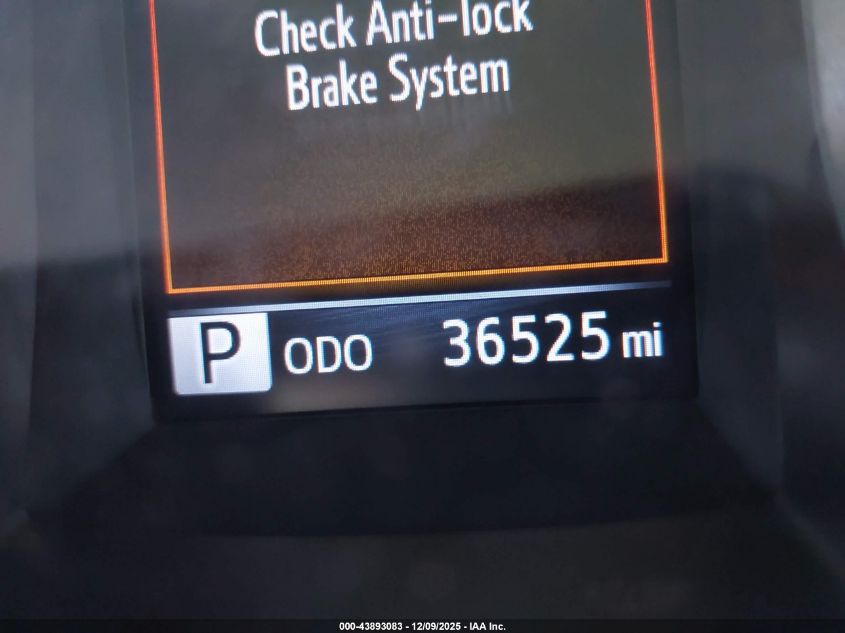 Check Anti-lock
Brake System
P ODO 36525 mi
000-43893083 - 12/09/2025 - IAA Inc.